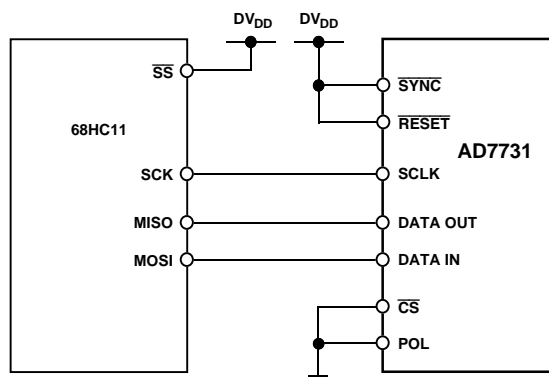 DVDD
DVDD
SS
SYNC
68HC11
RESET
AD7731
SCK
SCLK
MISO
DATA OUT
MOSI
DATA IN
CS
POL